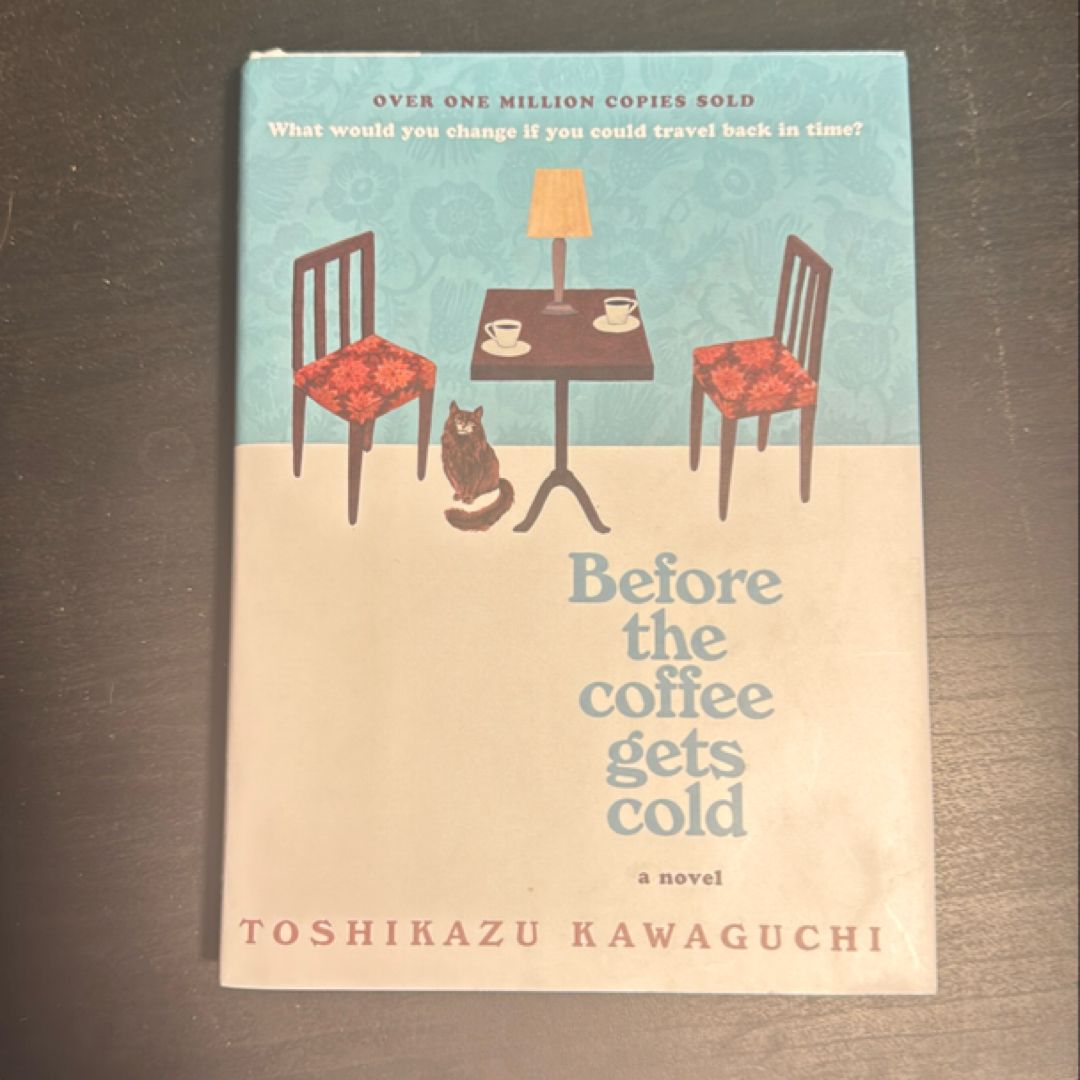 OVER ONE MILLION COPIES SOLD
What would you change if you could travel back in time?
Before
the
coffee
gets
cold
a novel
TOSHIKAZU KAWAGUCHI